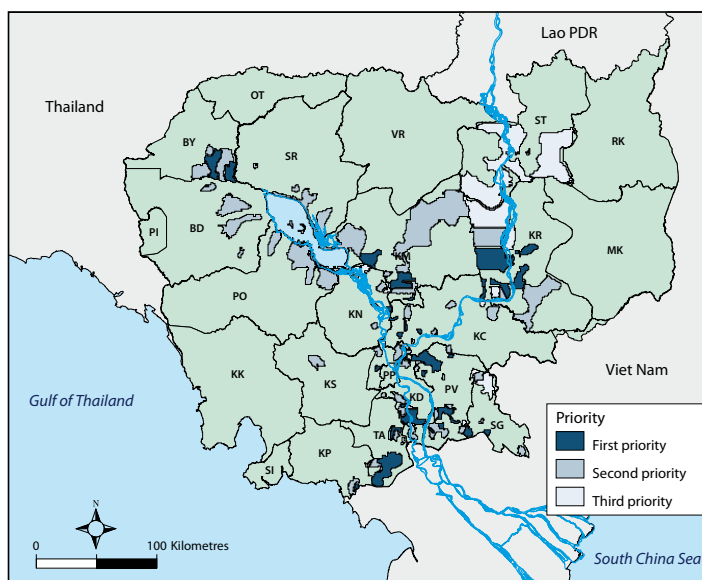 Lao PDR
Thailand
OT
ST
BY
VR
SR
RK
PI
BD
KR
KM
MK
PO
KN
KC
Viet Nam
KK
KS
PP
PV
KD
Gulf of Thailand
TA
SG
KP
SI
Priority
First priority
Second priority
Third priority
N
0
100 Kilometres
South China Sea